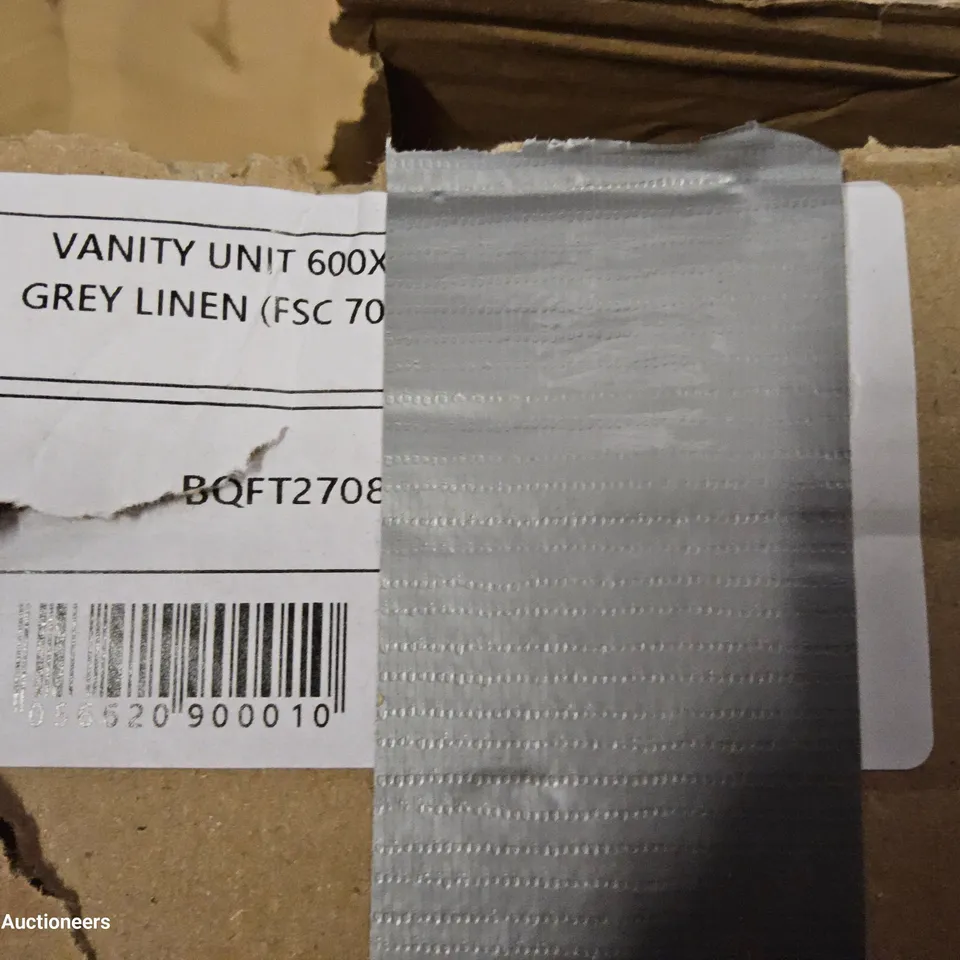 VANITY UNIT 600X
GREY LINEN (FSC 70
BQFT2708
056620 900010
Auctioneers